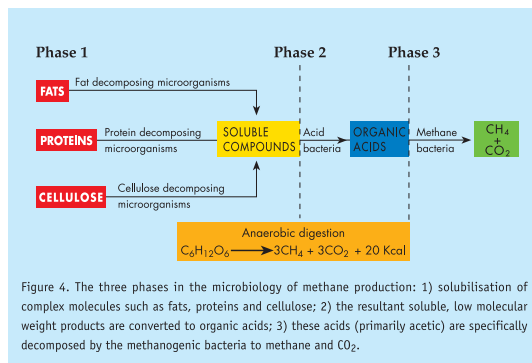 Phase 1
Phase 2
Phase 3
FATS
Fat decomposing microorganisms
PROTEINS
Protein decomposing
microorganisms
SOLUBLE
COMPOUNDS
Acid
bacteria
ORGANIC
ACIDS
Methane
bacteria
CH₄
+
CO₂
CELLULOSE
Cellulose decomposing
microorganisms
Anaerobic digestion
C₆H₁₂O₆ → 3CH₄ + 3CO₂ + 20 Kcal
Figure 4. The three phases in the microbiology of methane production: 1) solubilisation of
complex molecules such as fats, proteins and cellulose; 2) the resultant soluble, low molecular
weight products are converted to organic acids; 3) these acids (primarily acetic) are specifically
decomposed by the methanogenic bacteria to methane and CO₂.